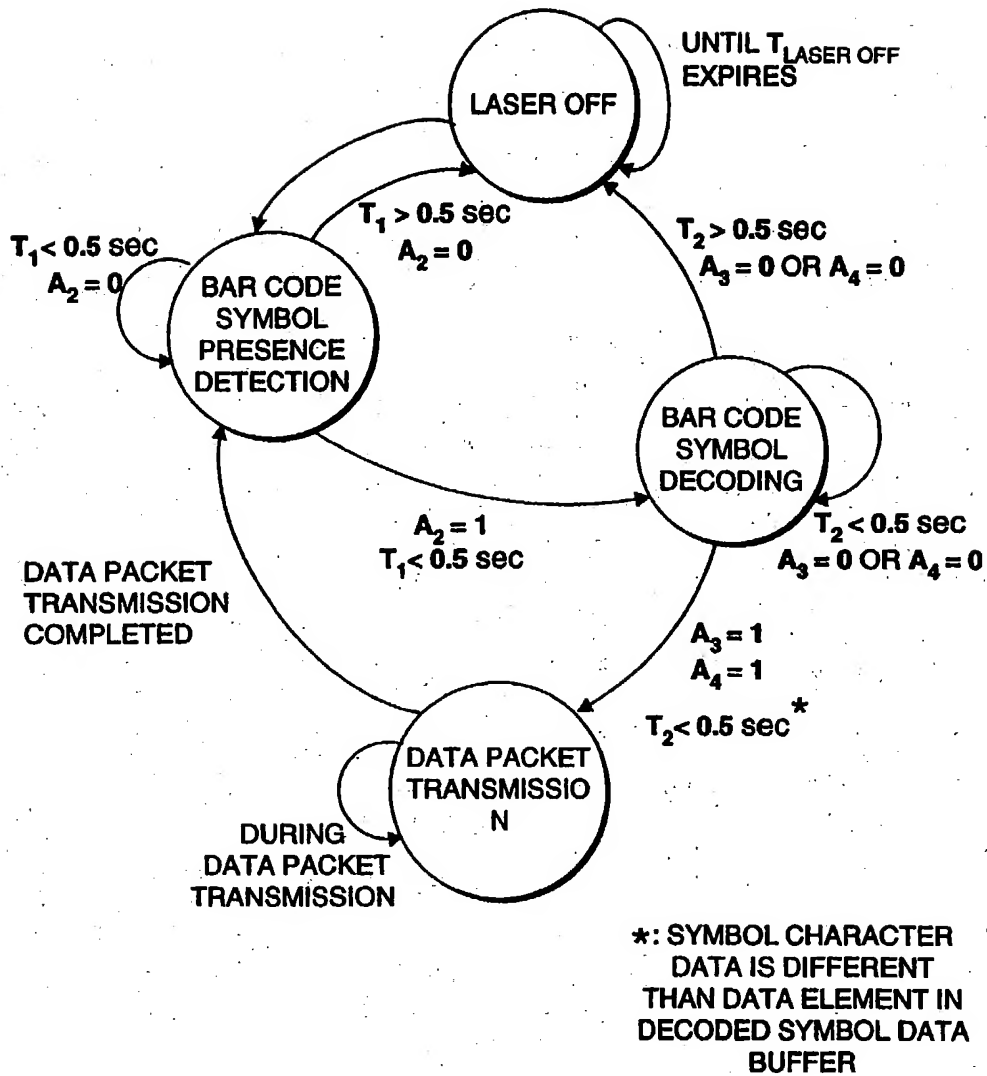 UNTIL T LASER OFF
EXPIRES
LASER OFF
T₁ > 0.5 sec
A₂ = 0
T₂ > 0.5 sec
A₃ = 0 OR A₄ = 0
T₁ < 0.5 sec
A₂ = 0
BAR CODE
SYMBOL
PRESENCE
DETECTION
BAR CODE
SYMBOL
DECODING
A₂ = 1
T₁ < 0.5 sec
T₂ < 0.5 sec
A₃ = 0 OR A₄ = 0
DATA PACKET
TRANSMISSION
COMPLETED
A₃ = 1
A₄ = 1
T₂ < 0.5 sec*
DATA PACKET
TRANSMISSIO
N
DURING
DATA PACKET
TRANSMISSION
*: SYMBOL CHARACTER
DATA IS DIFFERENT
THAN DATA ELEMENT IN
DECODED SYMBOL DATA
BUFFER